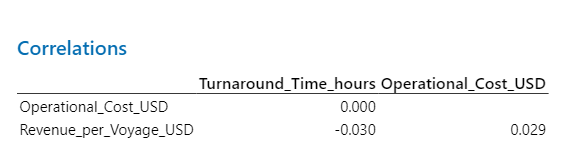 Correlations
Turnaround_Time_hours Operational_Cost_USD
Operational_Cost_USD 0.000
Revenue_per_Voyage_USD -0.030 0.029